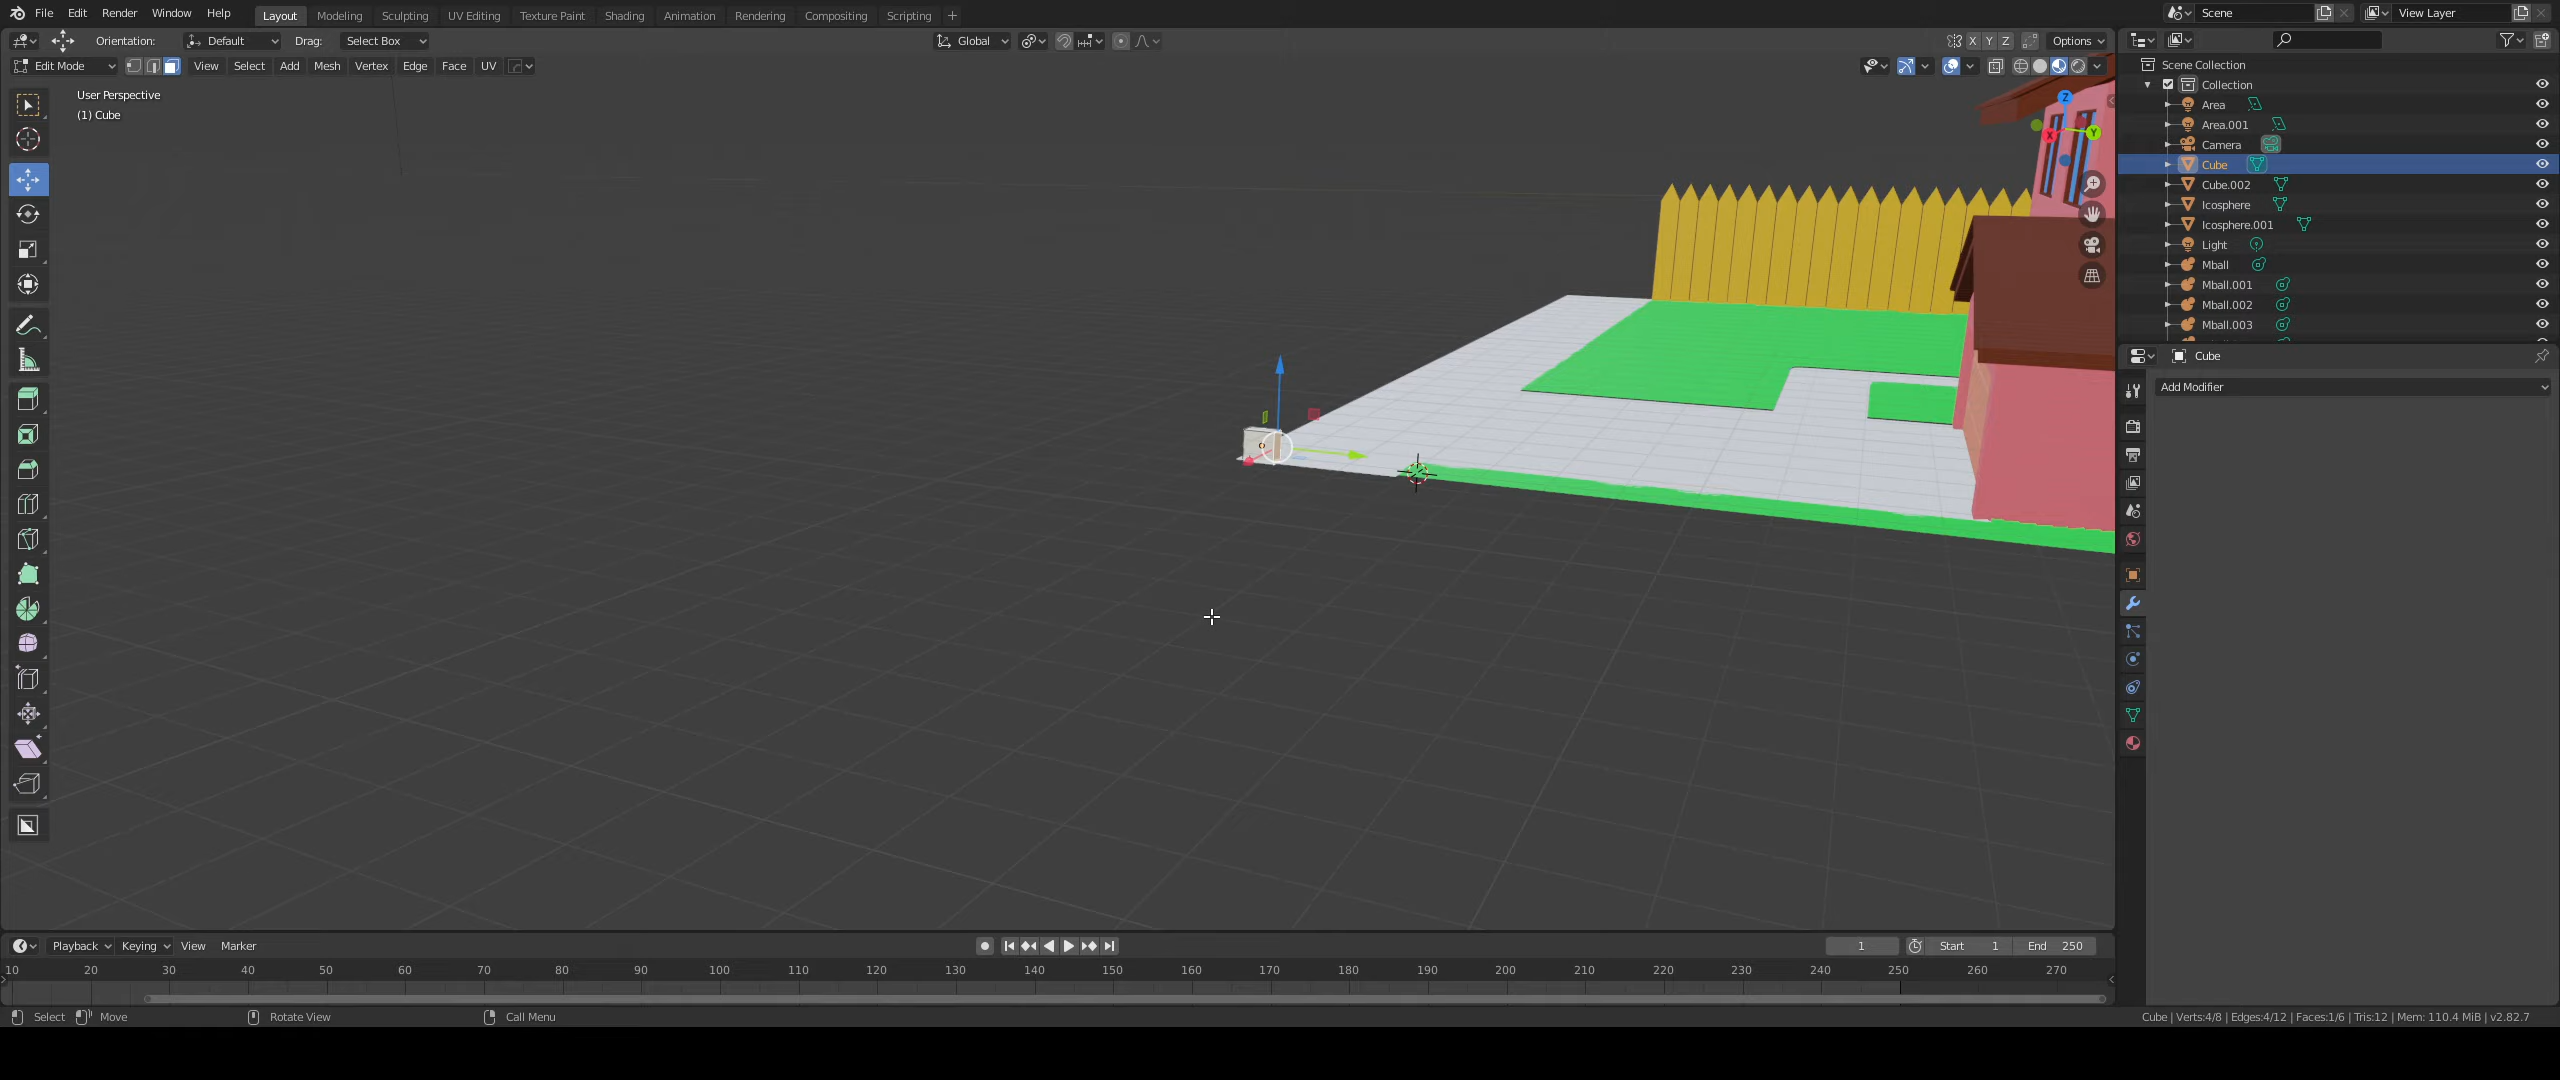 File Edit Render Window Help Layout Modeling Sculpting UV Editing Texture Paint Shading Animation Rendering Compositing Scripting + Scene View Layer
Orientation: Default Drag: Select Box Global X Y Z Options
Edit Mode View Select Add Mesh Vertex Edge Face UV
User Perspective
(1) Cube
Z
X
Y
Scene Collection
Collection
Area
Area.001
Camera
Cube
Cube.002
Icosphere
Icosphere.001
Light
Mball
Mball.001
Mball.002
Mball.003
Cube
Add Modifier
Playback Keying View Marker 1 Start 1 End 250
10 20 30 40 50 60 70 80 90 100 110 120 130 140 150 160 170 180 190 200 210 220 230 240 250 260 270
Select Move Rotate View Call Menu Cube | Verts:4/8 | Edges:4/12 | Faces:1/6 | Tris:12 | Mem: 110.4 MiB | v2.82.7